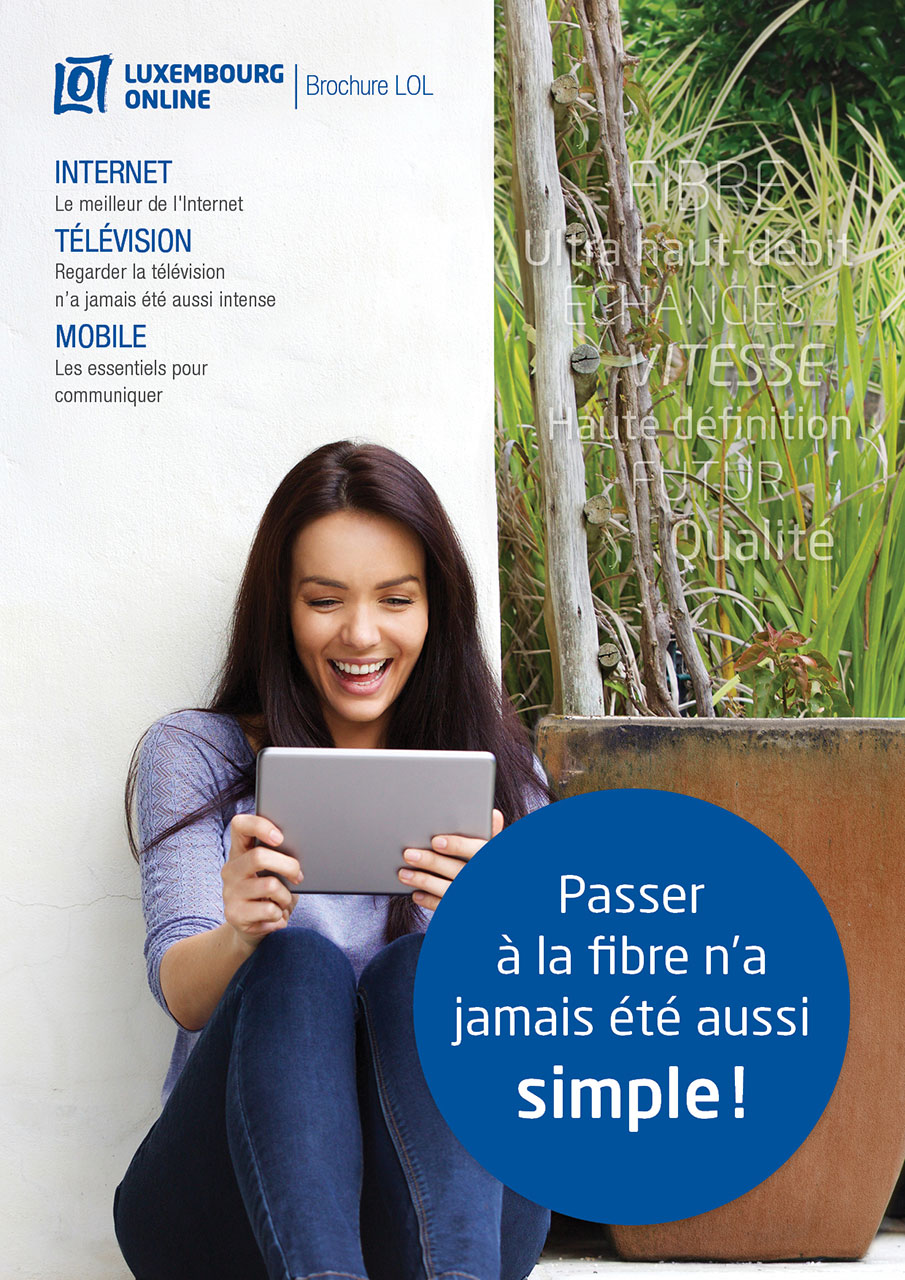 LUXEMBOURG
ONLINE
Brochure LOL
INTERNET
Le meilleur de l'Internet
TÉLÉVISION
Regarder la télévision
n’a jamais été aussi intense
MOBILE
Les essentiels pour
communiquer
FIBRE
Ultra haut-débit
ÉCHANGES
VITESSE
Haute définition
FUTUR
Qualité
Passer
à la fibre n’a
jamais été aussi
simple !